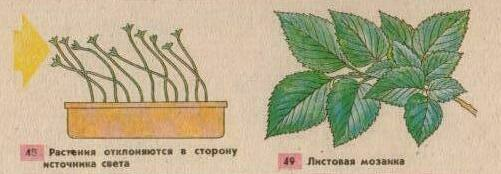 48 Растения отклоняются в сторону
источника света
49 Листовая мозаика